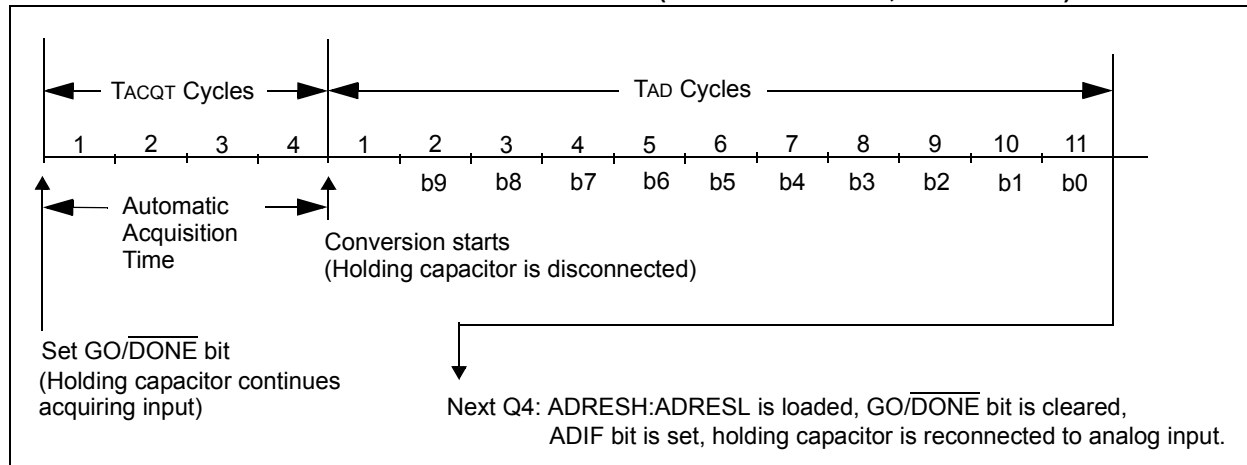 TACQT Cycles TAD Cycles
1 2 3 4 1 2 3 4 5 6 7 8 9 10 11
b9 b8 b7 b6 b5 b4 b3 b2 b1 b0
Automatic
Acquisition
Time
Conversion starts
(Holding capacitor is disconnected)
Set GO/DONE bit
(Holding capacitor continues
acquiring input)
Next Q4: ADRESH:ADRESL is loaded, GO/DONE bit is cleared,
ADIF bit is set, holding capacitor is reconnected to analog input.